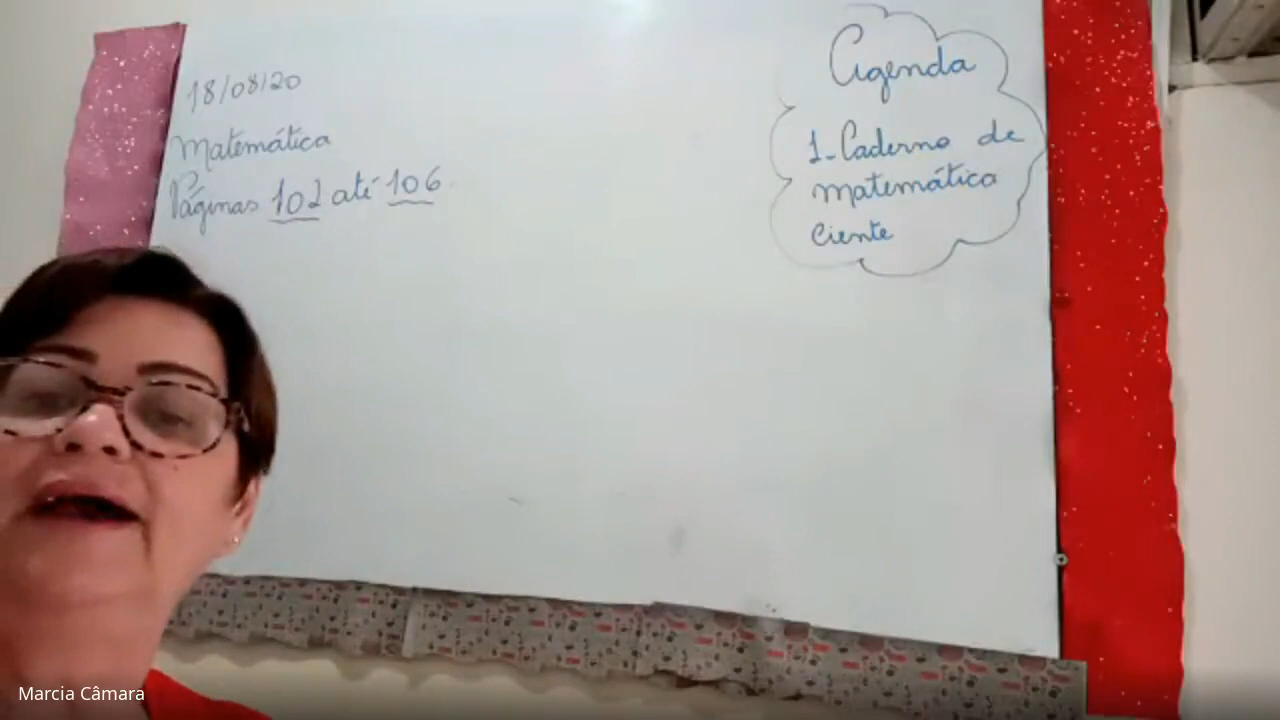 18/08/20
Matemática
Páginas 102 até 106
Agenda
1-Caderno de
matemática
Ciente
Marcia Câmara